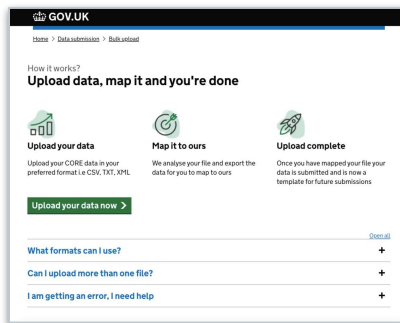 GOV.UK
Home > Data submission > Bulk upload
How it works?
Upload data, map it and you're done
Upload your data
Upload your CORE data in your
preferred format i.e CSV, TXT, XML
Map it to ours
We analyse your file and export the
data for you to map to ours
Upload complete
Once you have mapped your file your
data is submitted and is now a
template for future submissions
Upload your data now >
Open all
What formats can I use? +
Can I upload more than one file? +
I am getting an error, I need help +